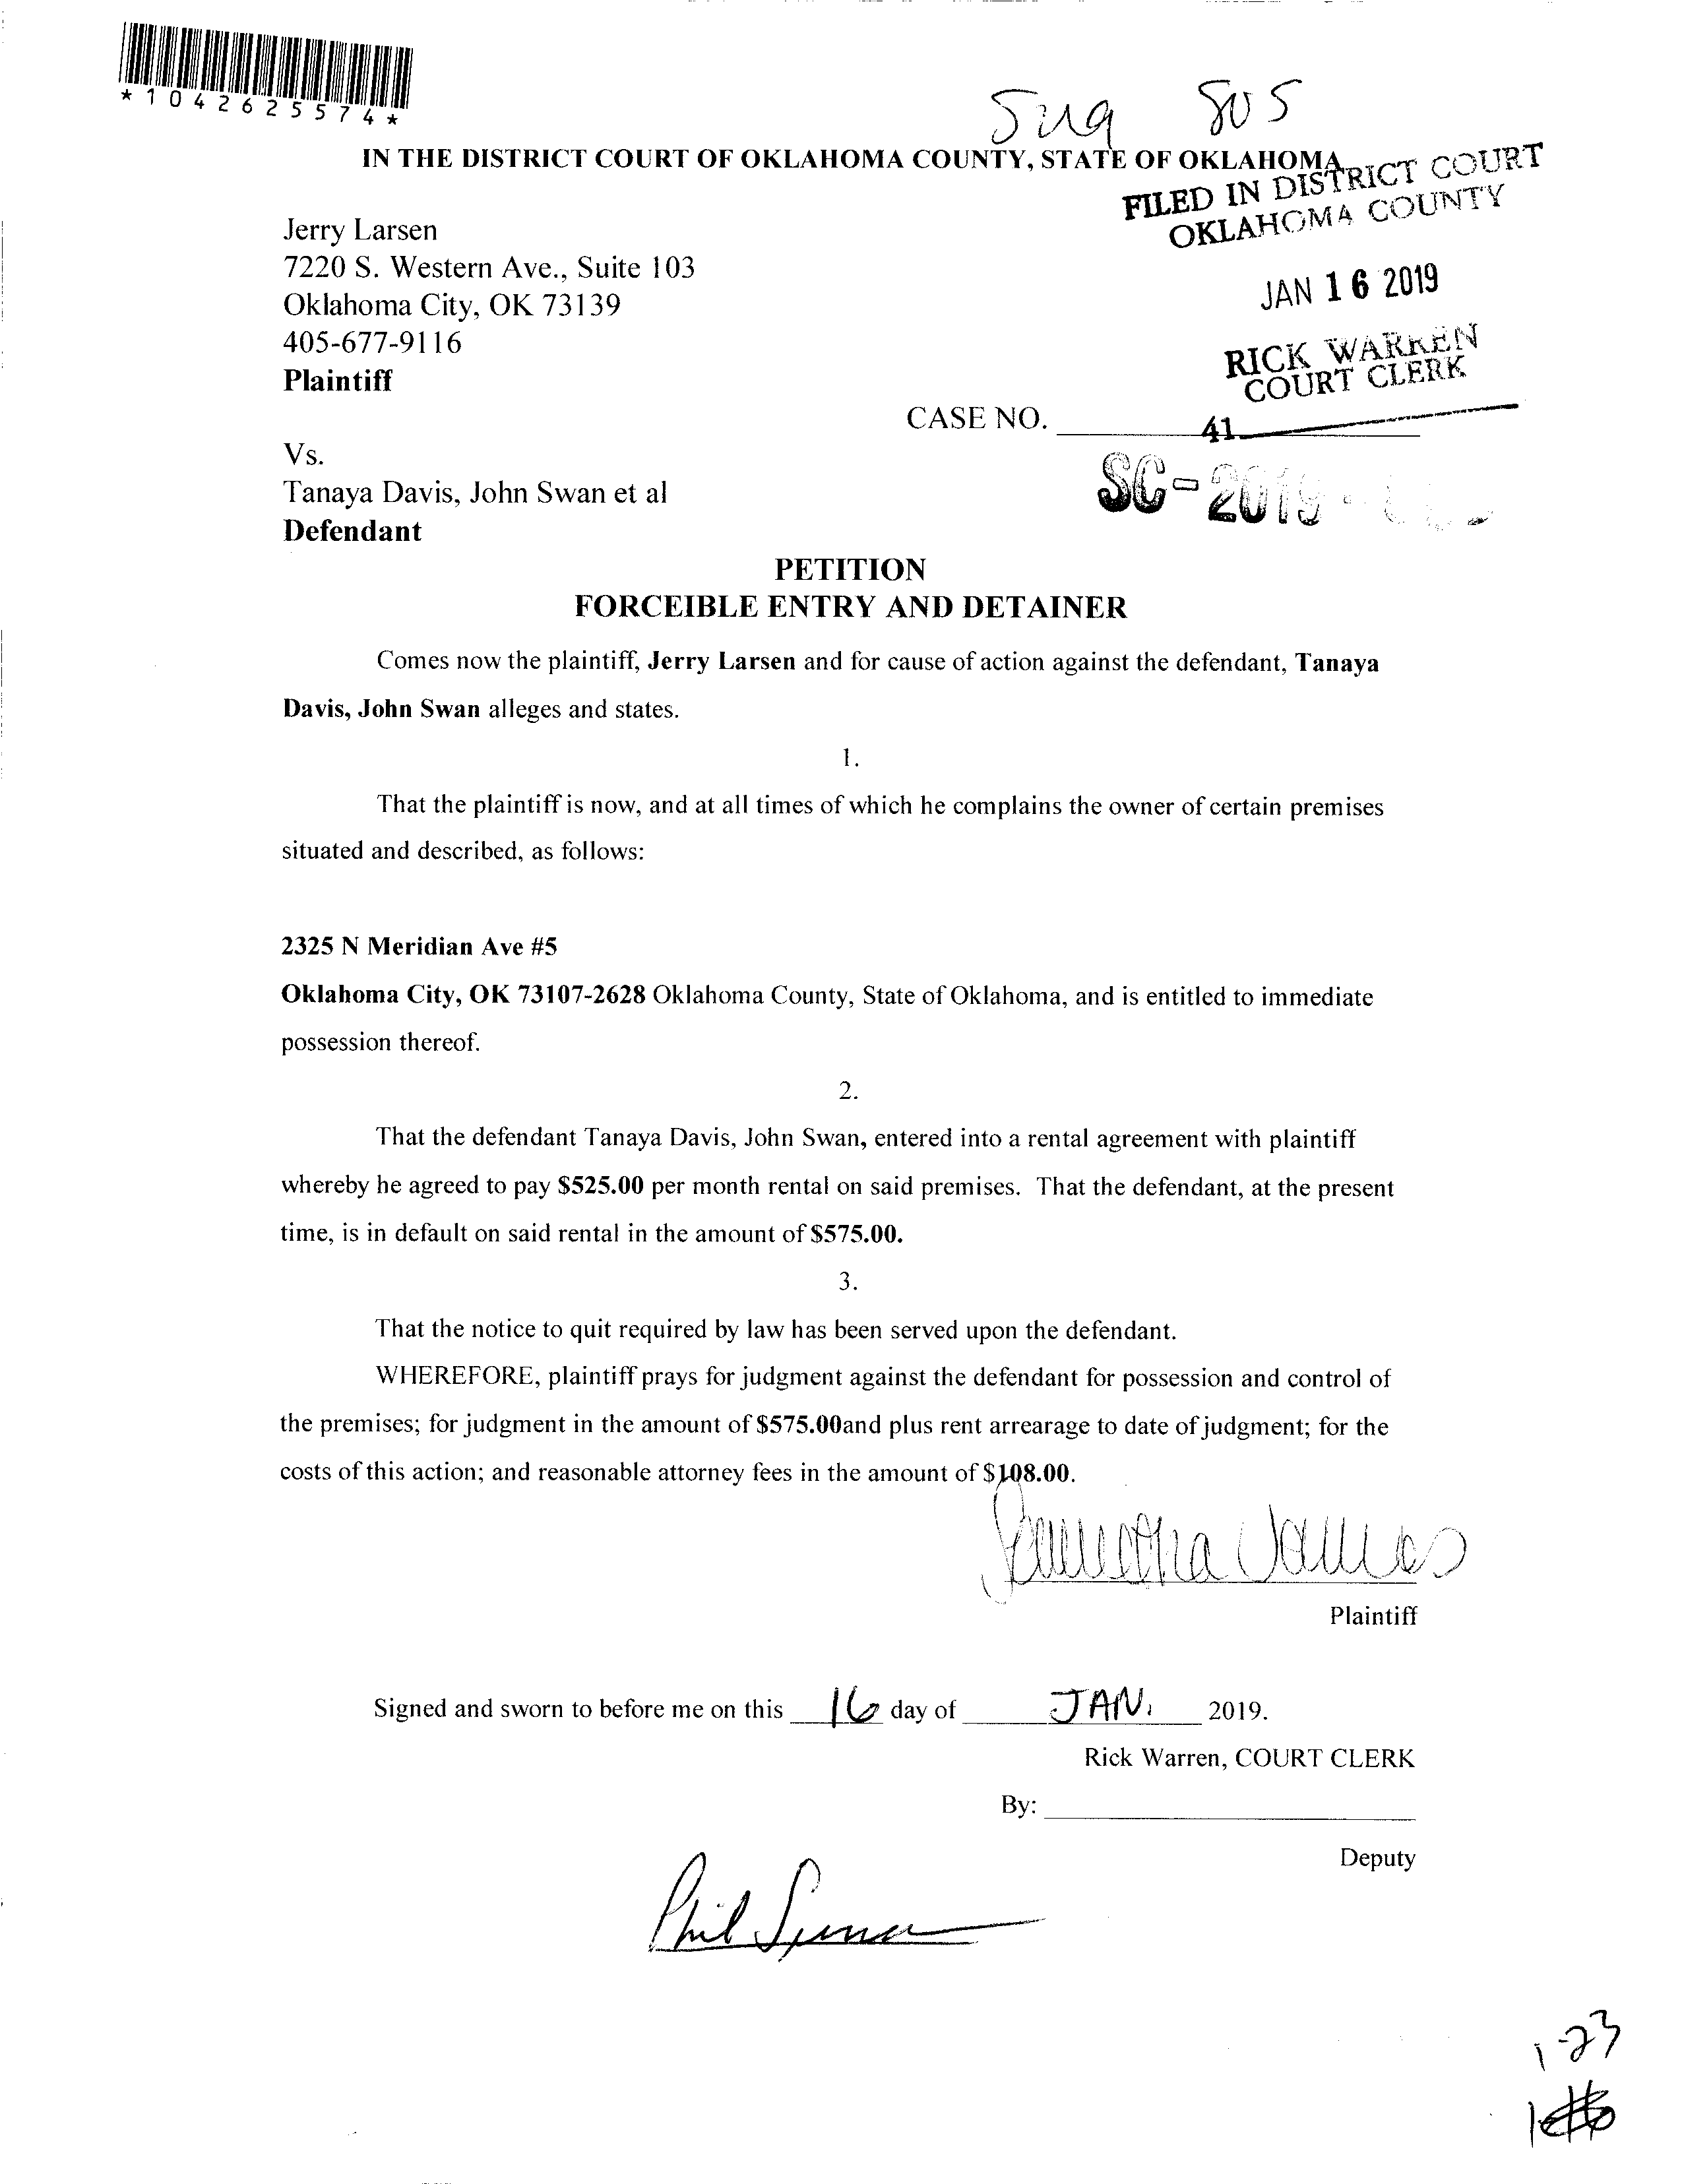 *1042625574*
805
IN THE DISTRICT COURT OF OKLAHOMA COUNTY, STATE OF OKLAHOMA
FILED IN DISTRICT COURT
OKLAHOMA COUNTY
JAN 16 2019
RICK WARREN
COURT CLERK
41
Jerry Larsen
7220 S. Western Ave., Suite 103
Oklahoma City, OK 73139
405-677-9116
Plaintiff
CASE NO.
Vs.
Tanaya Davis, John Swan et al
Defendant
SC-2019-
PETITION
FORCEIBLE ENTRY AND DETAINER
Comes now the plaintiff, Jerry Larsen and for cause of action against the defendant, Tanaya
Davis, John Swan alleges and states.
1.
That the plaintiff is now, and at all times of which he complains the owner of certain premises
situated and described, as follows:
2325 N Meridian Ave #5
Oklahoma City, OK 73107-2628 Oklahoma County, State of Oklahoma, and is entitled to immediate
possession thereof.
2.
That the defendant Tanaya Davis, John Swan, entered into a rental agreement with plaintiff
whereby he agreed to pay $525.00 per month rental on said premises. That the defendant, at the present
time, is in default on said rental in the amount of $575.00.
3.
That the notice to quit required by law has been served upon the defendant.
WHEREFORE, plaintiff prays for judgment against the defendant for possession and control of
the premises; for judgment in the amount of $575.00and plus rent arrearage to date of judgment; for the
costs of this action; and reasonable attorney fees in the amount of $108.00.
Plaintiff
Signed and sworn to before me on this 16 day of JAN. 2019.
Rick Warren, COURT CLERK
By:
Deputy
Phil
1-23